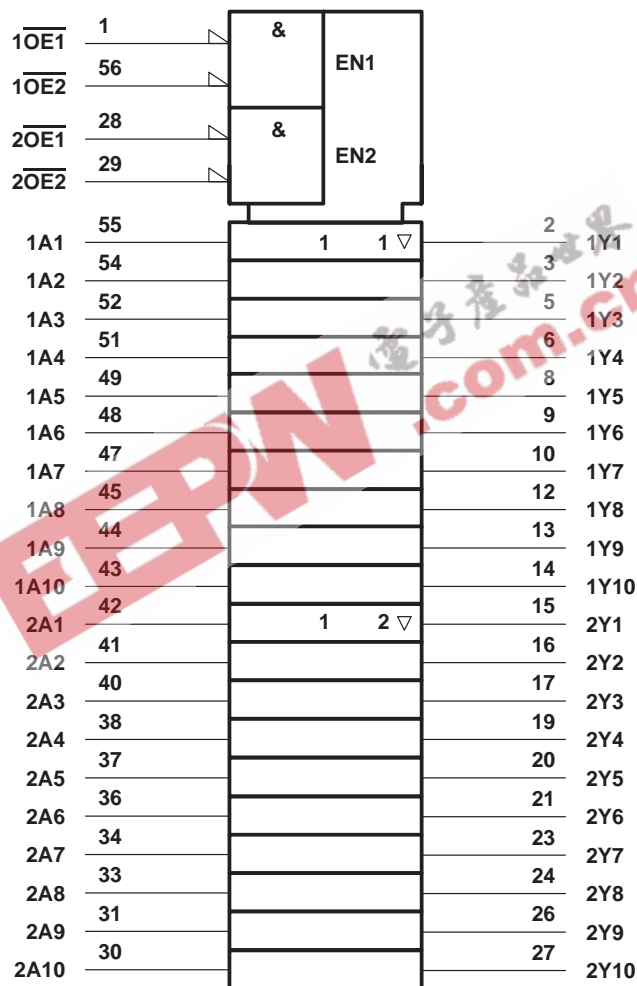 1OE1 1 & EN1
1OE2 56
2OE1 28 & EN2
2OE2 29
1A1 55 1 1 ▽ 2 1Y1
1A2 54 3 1Y2
1A3 52 5 1Y3
1A4 51 6 1Y4
1A5 49 8 1Y5
1A6 48 9 1Y6
1A7 47 10 1Y7
1A8 45 12 1Y8
1A9 44 13 1Y9
1A10 43 14 1Y10
2A1 42 1 2 ▽ 15 2Y1
2A2 41 16 2Y2
2A3 40 17 2Y3
2A4 38 19 2Y4
2A5 37 20 2Y5
2A6 36 21 2Y6
2A7 34 23 2Y7
2A8 33 24 2Y8
2A9 31 26 2Y9
2A10 30 27 2Y10
EEPW.com.cn
電子產品世界